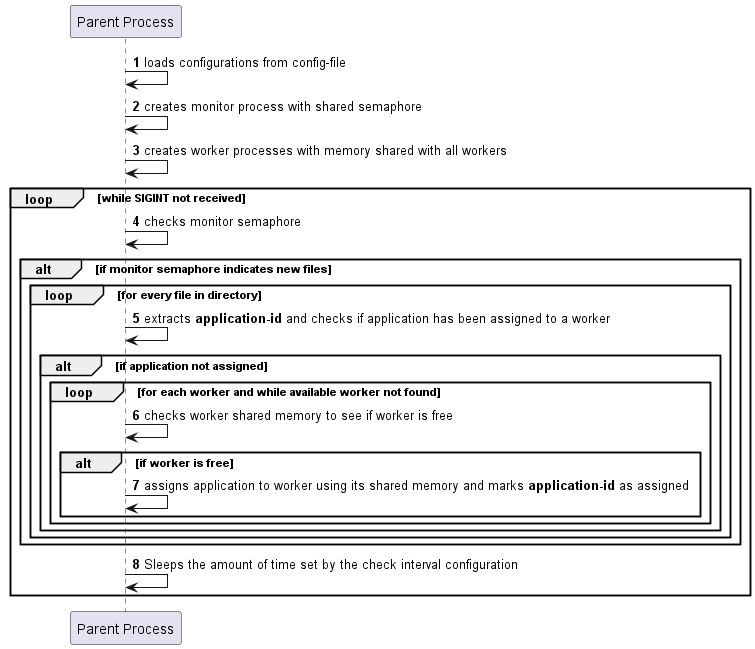 Parent Process
1 loads configurations from config-file
2 creates monitor process with shared semaphore
3 creates worker processes with memory shared with all workers
loop [while SIGINT not received]
4 checks monitor semaphore
alt [if monitor semaphore indicates new files]
loop [for every file in directory]
5 extracts application-id and checks if application has been assigned to a worker
alt [if application not assigned]
loop [for each worker and while available worker not found]
6 checks worker shared memory to see if worker is free
alt [if worker is free]
7 assigns application to worker using its shared memory and marks application-id as assigned
8 Sleeps the amount of time set by the check interval configuration
Parent Process